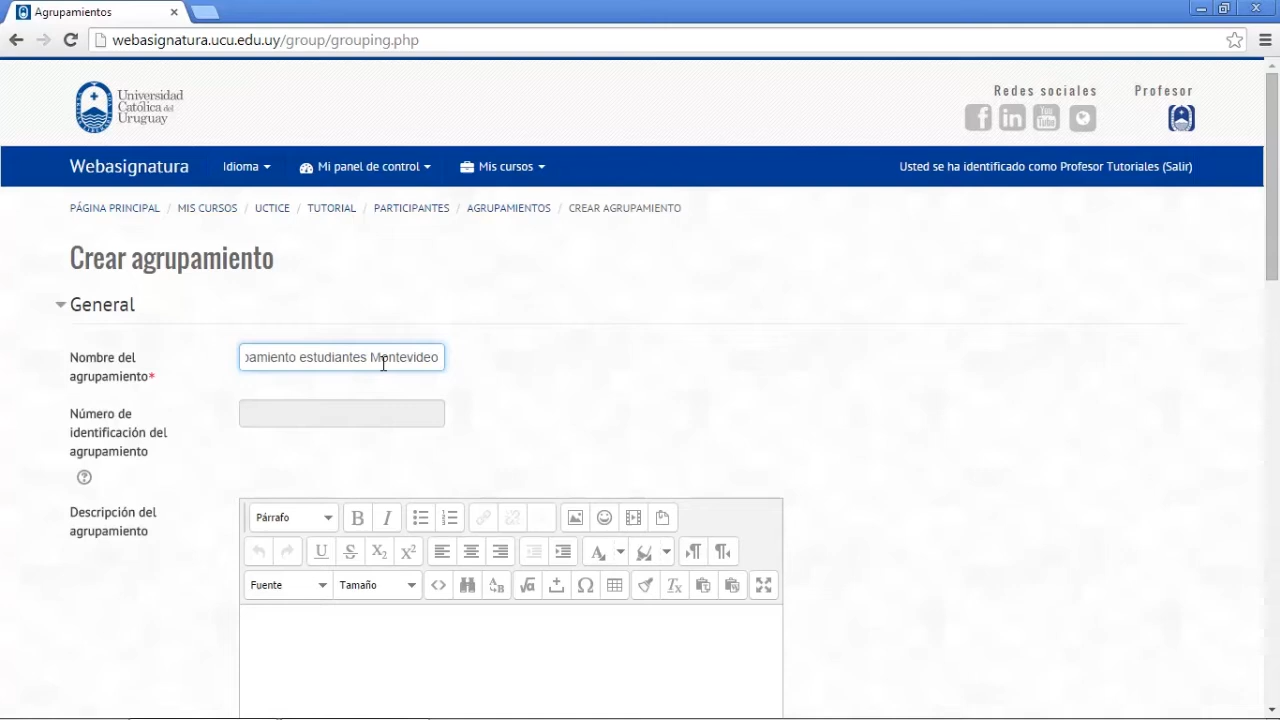 Agrupamientos
webasignatura.ucu.edu.uy/group/grouping.php
Universidad
Católica del
Uruguay
Redes sociales
Profesor
You
Tube
Webasignatura
Idioma
Mi panel de control
Mis cursos
Usted se ha identificado como Profesor Tutoriales (Salir)
PÁGINA PRINCIPAL / MIS CURSOS / UCTICE / TUTORIAL / PARTICIPANTES / AGRUPAMIENTOS / CREAR AGRUPAMIENTO
Crear agrupamiento
General
Nombre del
agrupamiento*
pamiento estudiantes Montevideo
Número de
identificación del
agrupamiento
Descripción del
agrupamiento
Párrafo
Fuente
Tamaño